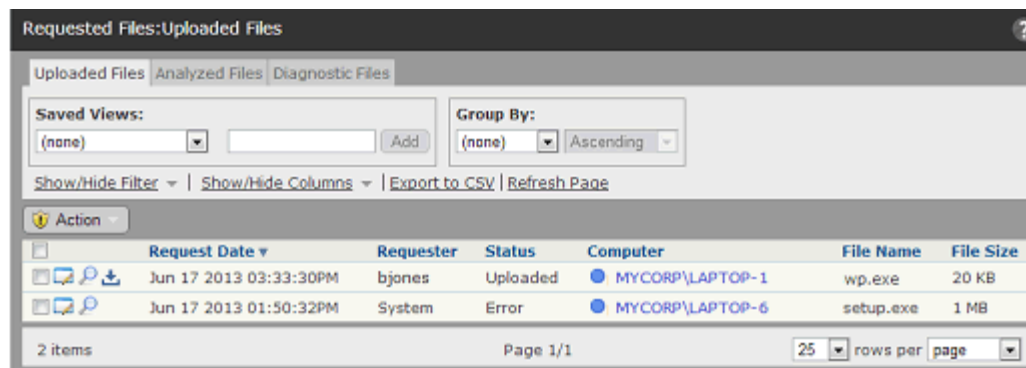 Requested Files:Uploaded Files ?
Uploaded Files Analyzed Files Diagnostic Files
Saved Views: Group By:
(none) Add (none) Ascending
Show/Hide Filter | Show/Hide Columns | Export to CSV | Refresh Page
Action
Request Date Requester Status Computer File Name File Size
Jun 17 2013 03:33:30PM bjones Uploaded MYCORP\LAPTOP-1 wp.exe 20 KB
Jun 17 2013 01:50:32PM System Error MYCORP\LAPTOP-6 setup.exe 1 MB
2 items Page 1/1 25 rows per page